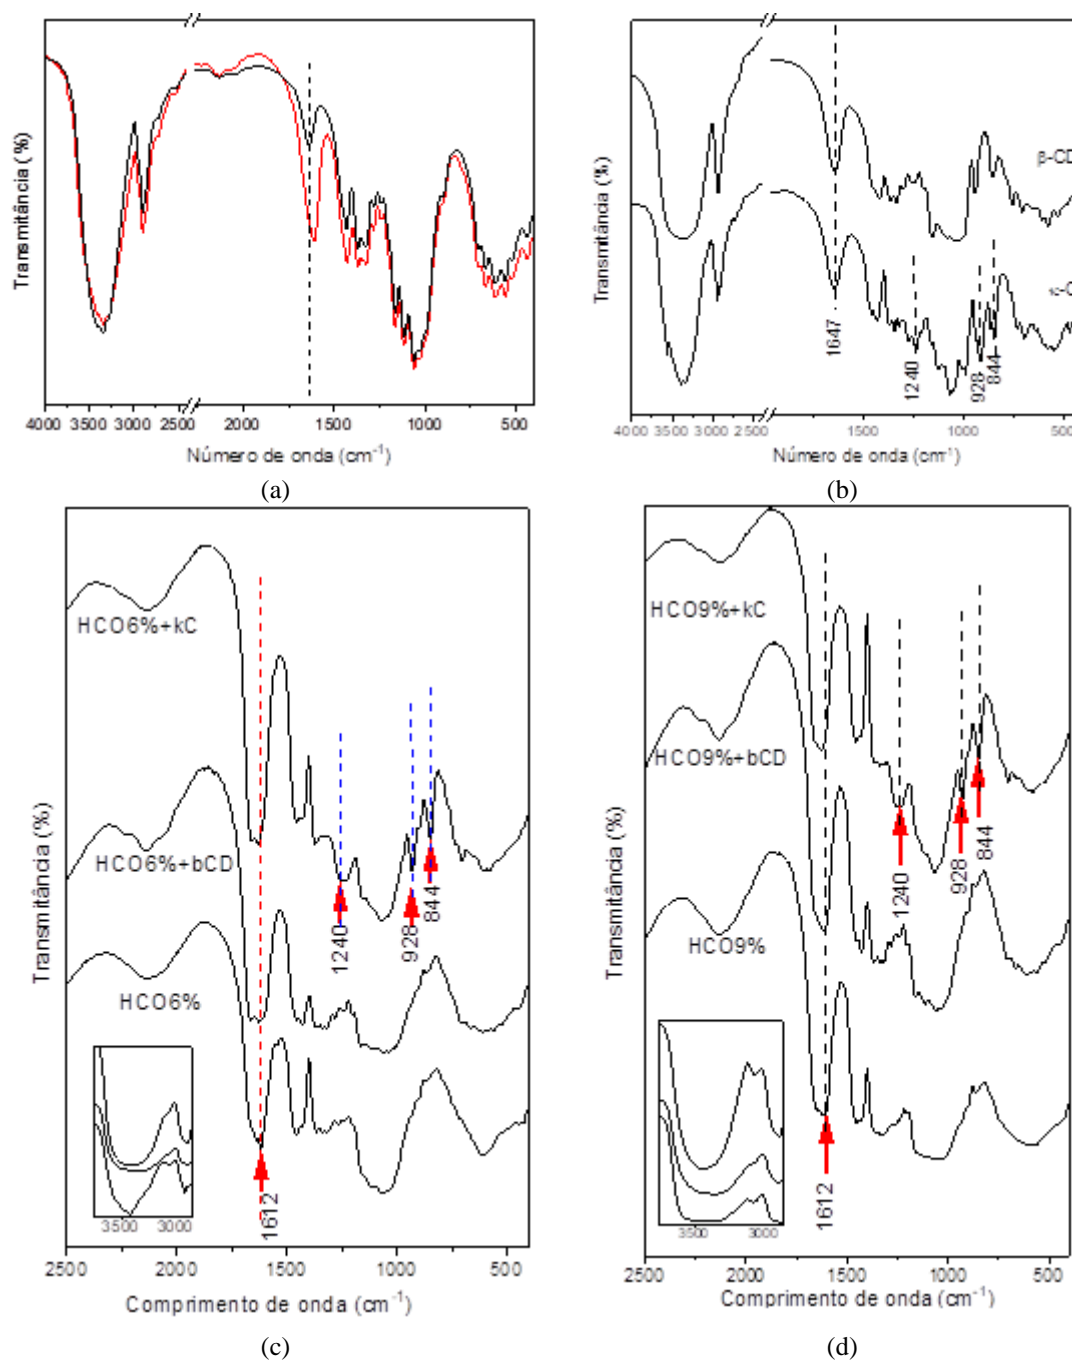 Transmitância (%)
4000 3500 3000 2500 2000 1500 1000 500
Número de onda (cm⁻¹)
(a)
Transmitância (%)
β-CD
κ-C
1647
1240
928
844
4000 3500 3000 2500 1500 1000 500
Número de onda (cm⁻¹)
(b)
Transmitância (%)
HCO6%+kC
HCO6%+bCD
HCO6%
1240
928
844
1612
3500 3000
2500 2000 1500 1000 500
Comprimento de onda (cm⁻¹)
(c)
Transmitância (%)
HCO9%+kC
HCO9%+bCD
HCO9%
1240
928
844
1612
3500 3000
2500 2000 1500 1000 500
Comprimento de onda (cm⁻¹)
(d)